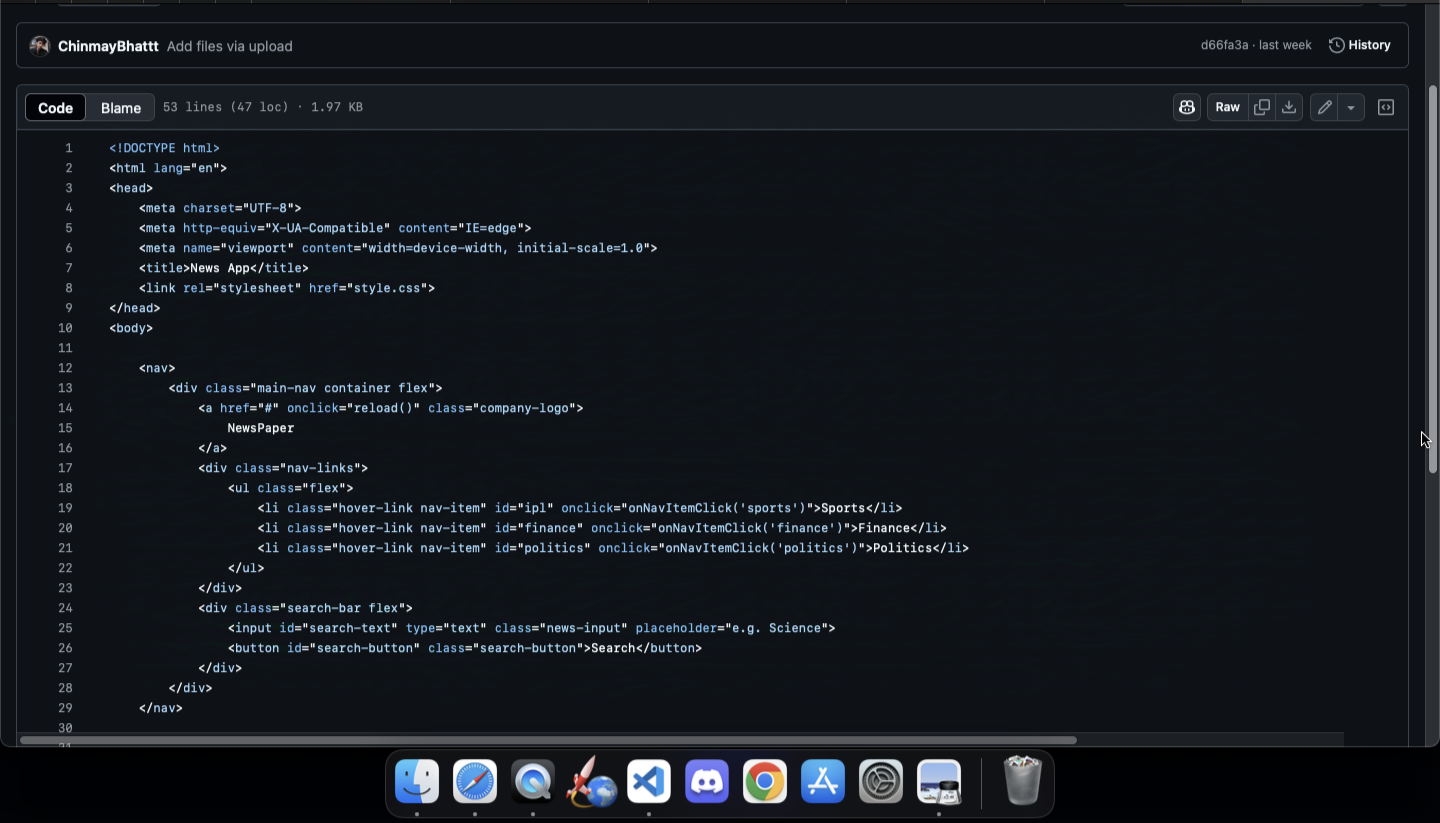 ChinmayBhattt Add files via upload d66fa3a · last week History
Code Blame 53 lines (47 loc) · 1.97 KB Raw
1 <!DOCTYPE html>
2 <html lang="en">
3 <head>
4 <meta charset="UTF-8">
5 <meta http-equiv="X-UA-Compatible" content="IE=edge">
6 <meta name="viewport" content="width=device-width, initial-scale=1.0">
7 <title>News App</title>
8 <link rel="stylesheet" href="style.css">
9 </head>
10 <body>
11
12 <nav>
13 <div class="main-nav container flex">
14 <a href="#" onclick="reload()" class="company-logo">
15 NewsPaper
16 </a>
17 <div class="nav-links">
18 <ul class="flex">
19 <li class="hover-link nav-item" id="ipl" onclick="onNavItemClick('sports')">Sports</li>
20 <li class="hover-link nav-item" id="finance" onclick="onNavItemClick('finance')">Finance</li>
21 <li class="hover-link nav-item" id="politics" onclick="onNavItemClick('politics')">Politics</li>
22 </ul>
23 </div>
24 <div class="search-bar flex">
25 <input id="search-text" type="text" class="news-input" placeholder="e.g. Science">
26 <button id="search-button" class="search-button">Search</button>
27 </div>
28 </div>
29 </nav>
30